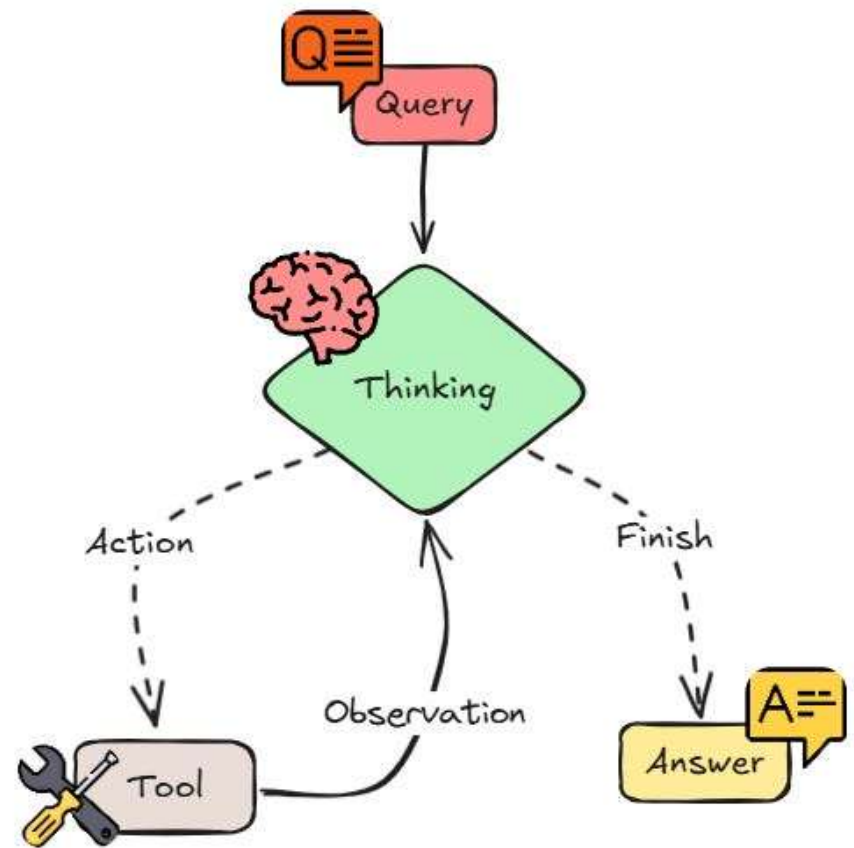 Q
Query
Thinking
Action
Finish
Observation
A
Tool
Answer